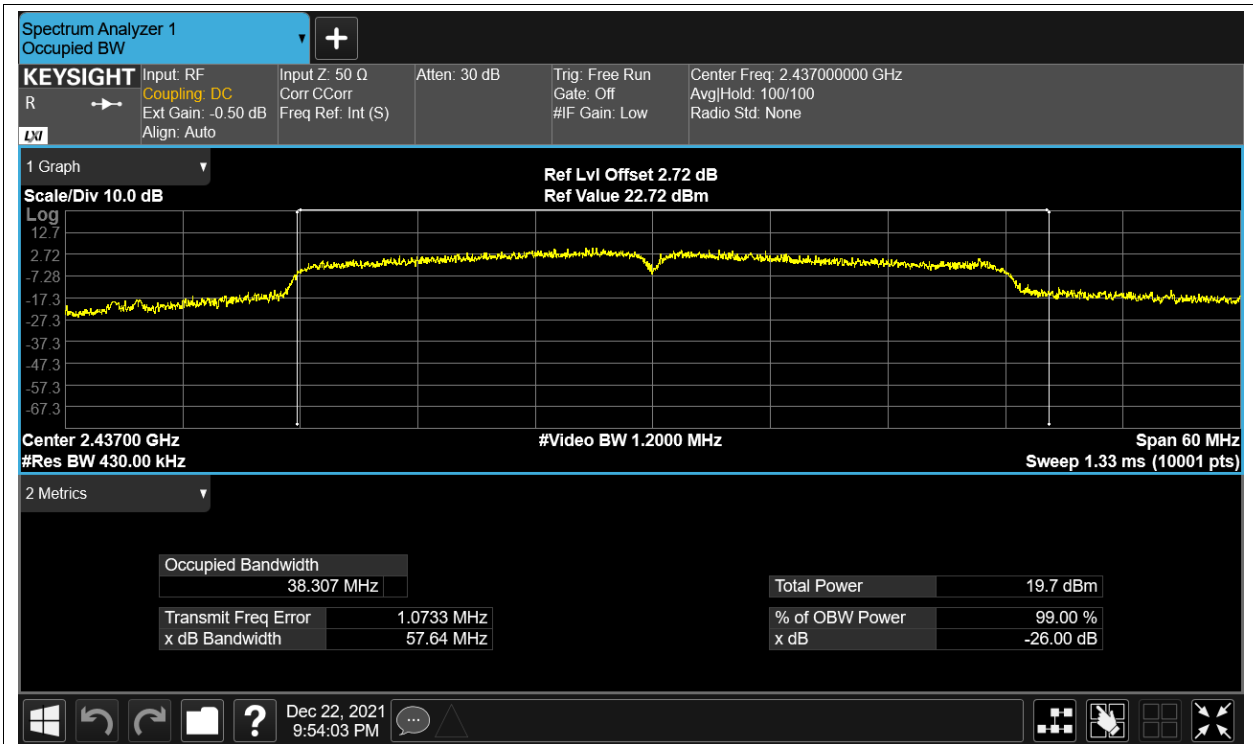 Spectrum Analyzer 1
Occupied BW
KEYSIGHT
R
LXI
Input: RF
Coupling: DC
Ext Gain: -0.50 dB
Align: Auto
Input Z: 50 Ω
Corr CCorr
Freq Ref: Int (S)
Atten: 30 dB
Trig: Free Run
Gate: Off
#IF Gain: Low
Center Freq: 2.437000000 GHz
Avg|Hold: 100/100
Radio Std: None
1 Graph
Scale/Div 10.0 dB
Ref Lvl Offset 2.72 dB
Ref Value 22.72 dBm
Log
12.7
2.72
-7.28
-17.3
-27.3
-37.3
-47.3
-57.3
-67.3
Center 2.43700 GHz
#Video BW 1.2000 MHz
Span 60 MHz
#Res BW 430.00 kHz
Sweep 1.33 ms (10001 pts)
2 Metrics
Occupied Bandwidth
38.307 MHz
Total Power 19.7 dBm
Transmit Freq Error 1.0733 MHz
% of OBW Power 99.00 %
x dB Bandwidth 57.64 MHz
x dB -26.00 dB
?
Dec 22, 2021
9:54:03 PM